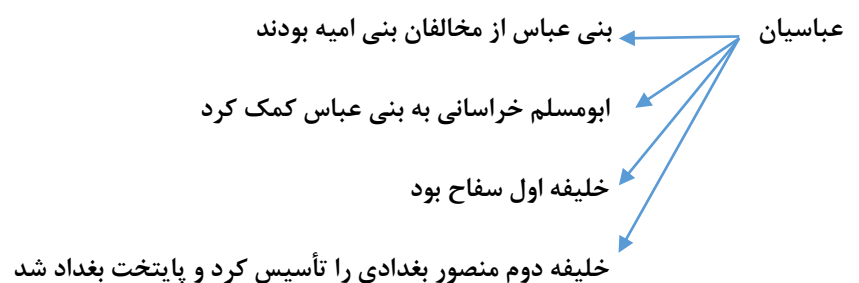 عباسیان
بنی عباس از مخالفان بنی امیه بودند
ابومسلم خراسانی به بنی عباس کمک کرد
خلیفه اول سفاح بود
خلیفه دوم منصور بغدادی را تأسیس کرد و پایتخت بغداد شد